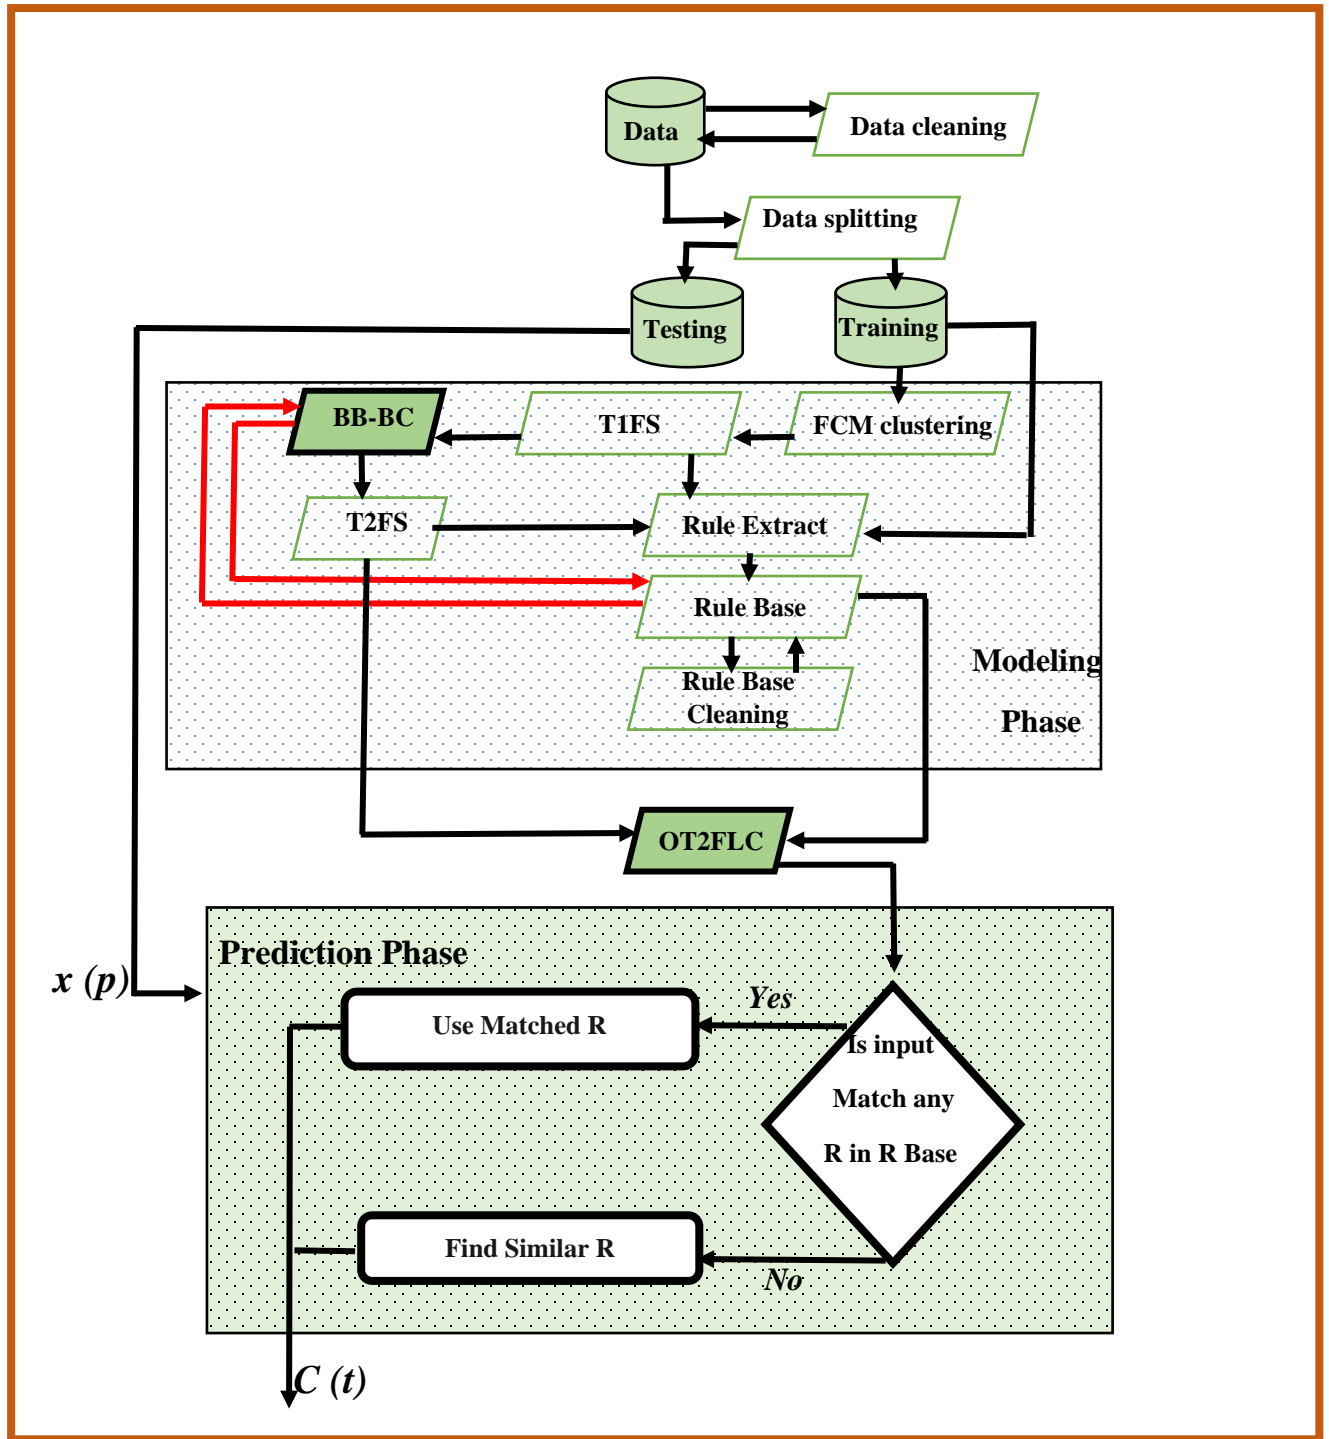 Data
Data cleaning
Data splitting
Testing
Training
BB-BC
T1FS
FCM clustering
T2FS
Rule Extract
Rule Base
Rule Base
Cleaning
Modeling
Phase
OT2FLC
Prediction Phase
x (p)
Use Matched R
Yes
Is input
Match any
R in R Base
Find Similar R
No
C (t)